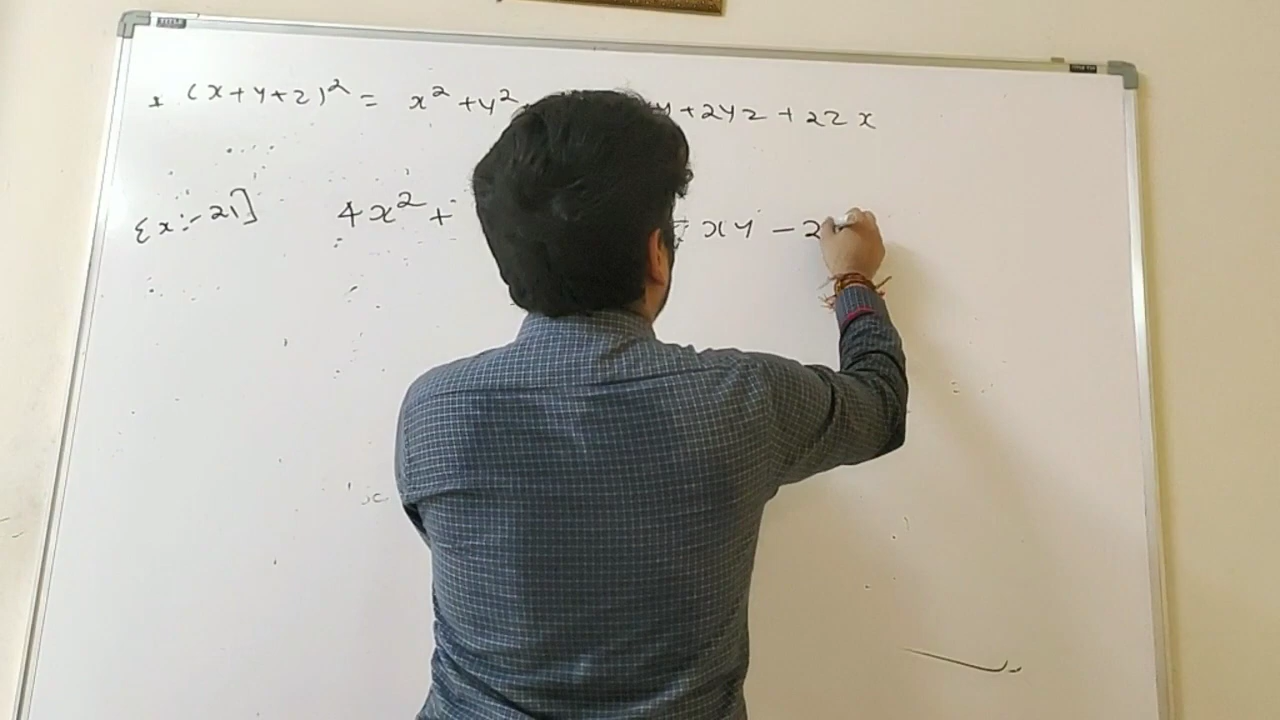 * (x+y+z)² = x² + y² y + 2yz + 2zx
{x:-21] 4x² + xy - 2